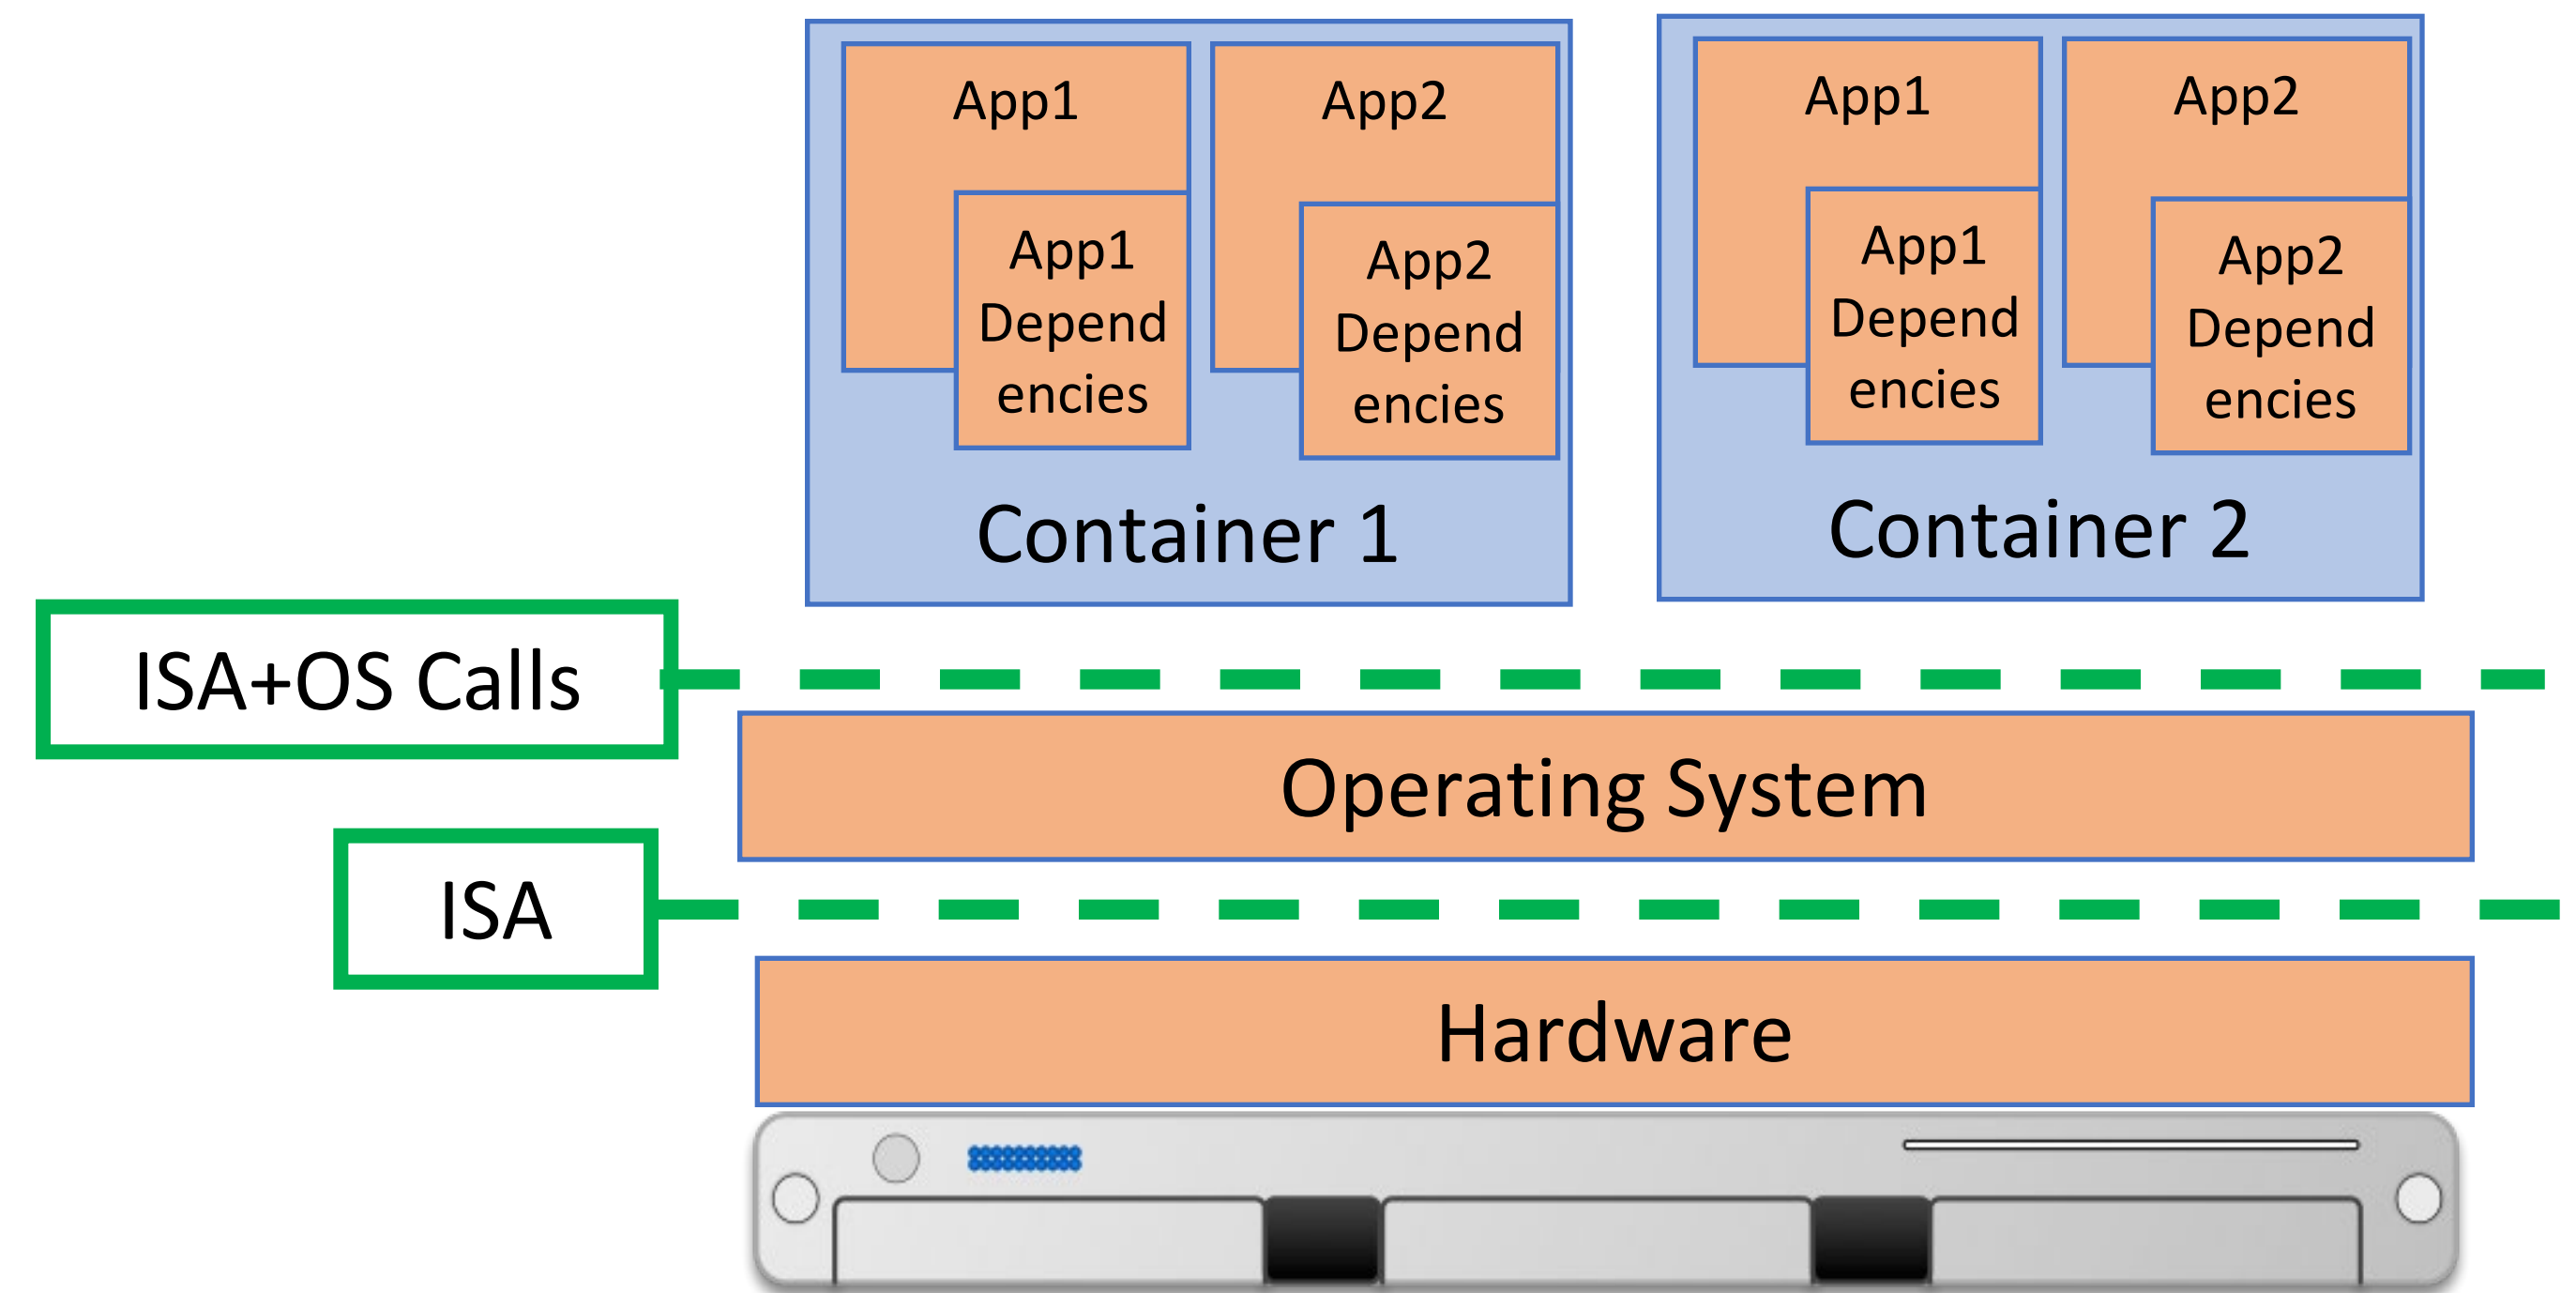 App1
App2
App1
Depend
encies
App2
Depend
encies
Container 1
App1
App2
App1
Depend
encies
App2
Depend
encies
Container 2
ISA+OS Calls
Operating System
ISA
Hardware